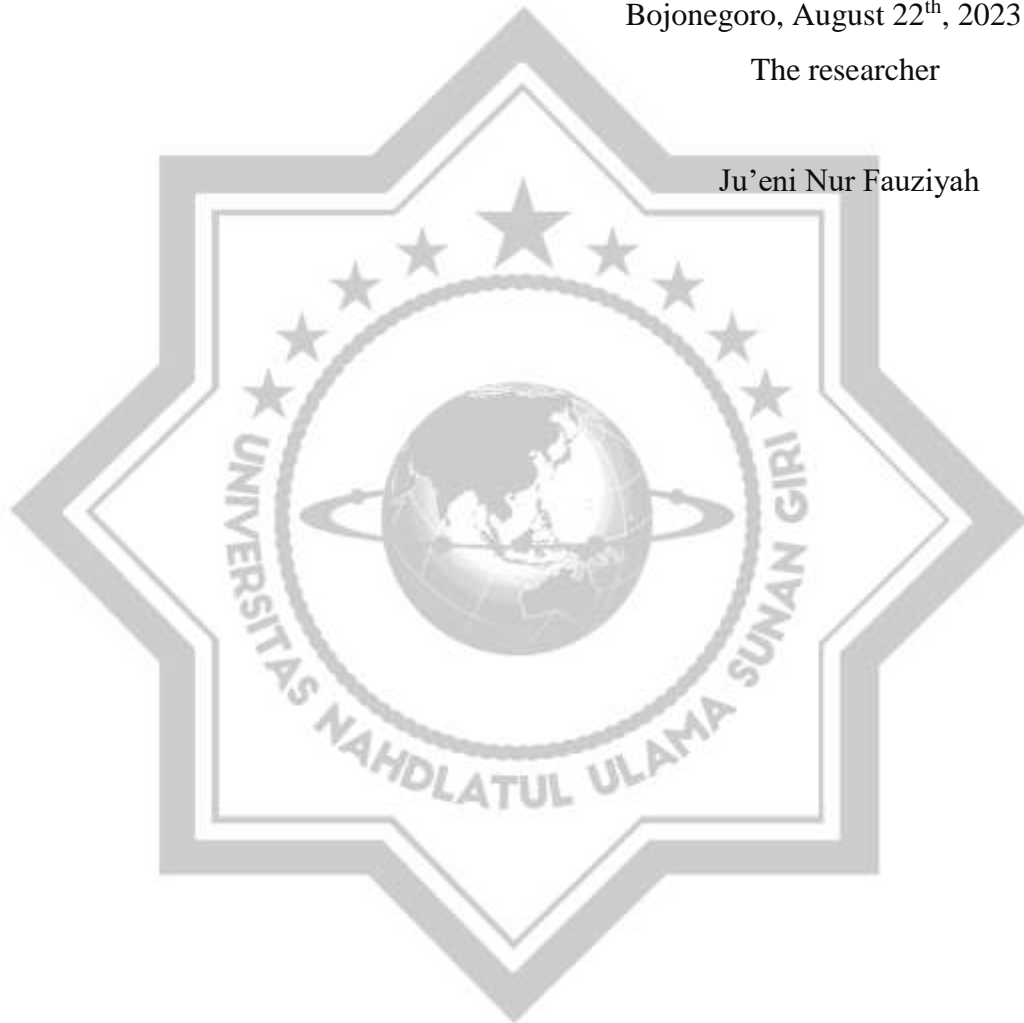 Bojonegoro, August 22th, 2023
The researcher
Ju’eni Nur Fauziyah
UNIVERSITAS NAHDLATUL ULAMA SUNAN GIRI